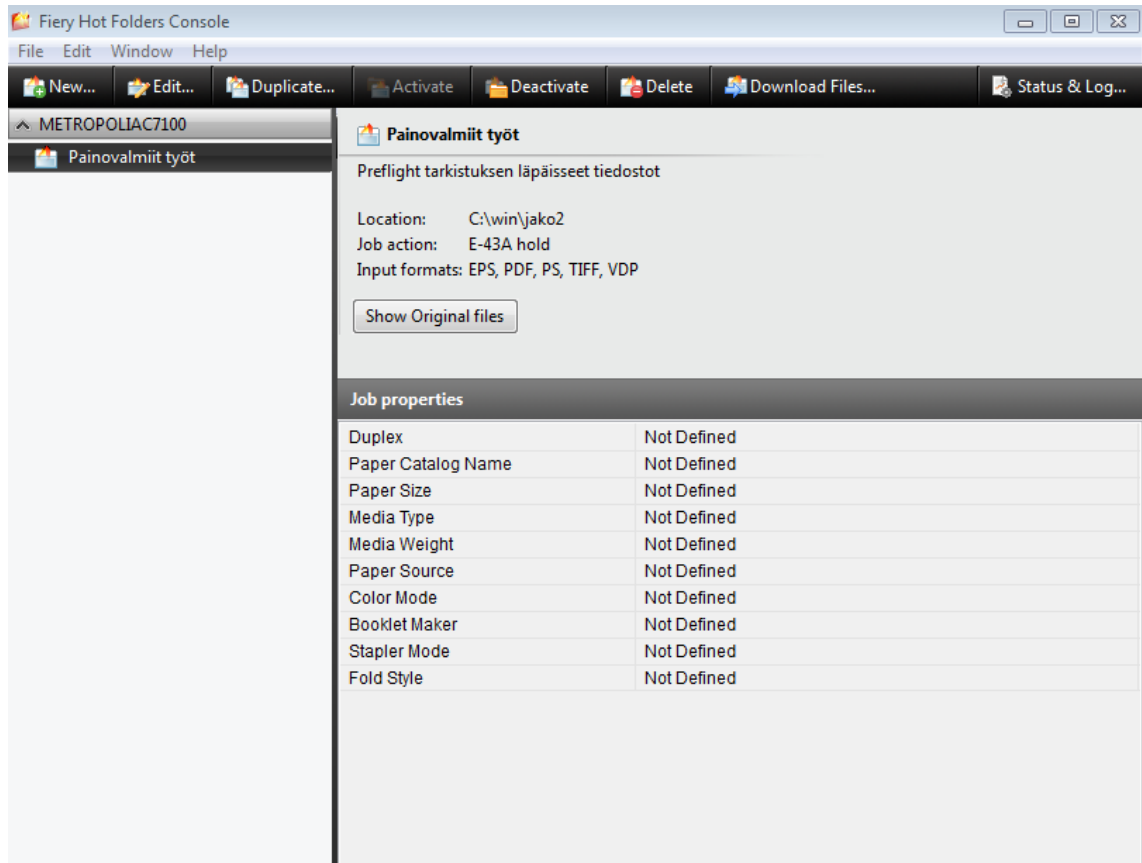 Fiery Hot Folders Console
File Edit Window Help
New... Edit... Duplicate... Activate Deactivate Delete Download Files... Status & Log...
METROPOLIAC7100
Painovalmiit työt
Painovalmiit työt
Preflight tarkistuksen läpäisseet tiedostot
Location: C:\win\jako2
Job action: E-43A hold
Input formats: EPS, PDF, PS, TIFF, VDP
Show Original files
Job properties
Duplex Not Defined
Paper Catalog Name Not Defined
Paper Size Not Defined
Media Type Not Defined
Media Weight Not Defined
Paper Source Not Defined
Color Mode Not Defined
Booklet Maker Not Defined
Stapler Mode Not Defined
Fold Style Not Defined